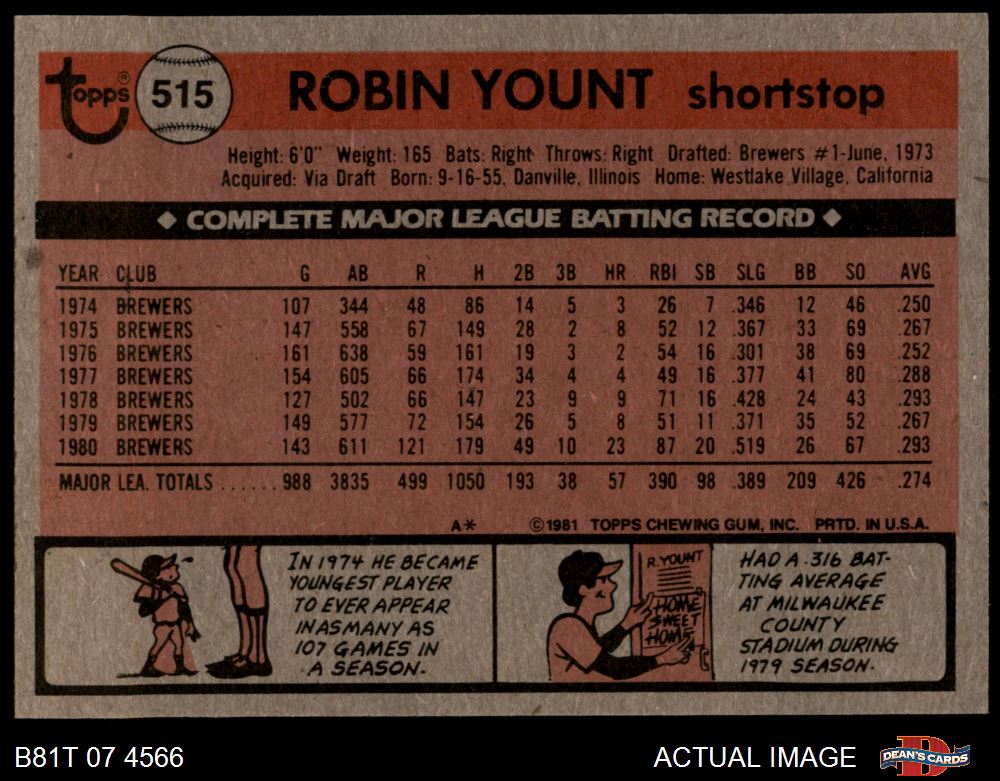 Topps®
515
ROBIN YOUNT shortstop
Height: 6'0" Weight: 165 Bats: Right Throws: Right Drafted: Brewers #1-June, 1973
Acquired: Via Draft Born: 9-16-55, Danville, Illinois Home: Westlake Village, California
◆ COMPLETE MAJOR LEAGUE BATTING RECORD ◆
YEAR CLUB G AB R H 2B 3B HR RBI SB SLG BB SO AVG
1974 BREWERS 107 344 48 86 14 5 3 26 7 .346 12 46 .250
1975 BREWERS 147 558 67 149 28 2 8 52 12 .367 33 69 .267
1976 BREWERS 161 638 59 161 19 3 2 54 16 .301 38 69 .252
1977 BREWERS 154 605 66 174 34 4 4 49 16 .377 41 80 .288
1978 BREWERS 127 502 66 147 23 9 9 71 16 .428 24 43 .293
1979 BREWERS 149 577 72 154 26 5 8 51 11 .371 35 52 .267
1980 BREWERS 143 611 121 179 49 10 23 87 20 .519 26 67 .293
MAJOR LEA. TOTALS ...... 988 3835 499 1050 193 38 57 390 98 .389 209 426 .274
A* ©1981 TOPPS CHEWING GUM, INC. PRTD. IN U.S.A.
IN 1974 HE BECAME
YOUNGEST PLAYER
TO EVER APPEAR
IN AS MANY AS
107 GAMES IN
A SEASON.
R. YOUNT
HOME
SWEET
HOME
HAD A .316 BAT-
TING AVERAGE
AT MILWAUKEE
COUNTY
STADIUM DURING
1979 SEASON.
B81T 07 4566
ACTUAL IMAGE
DEAN'S CARDS